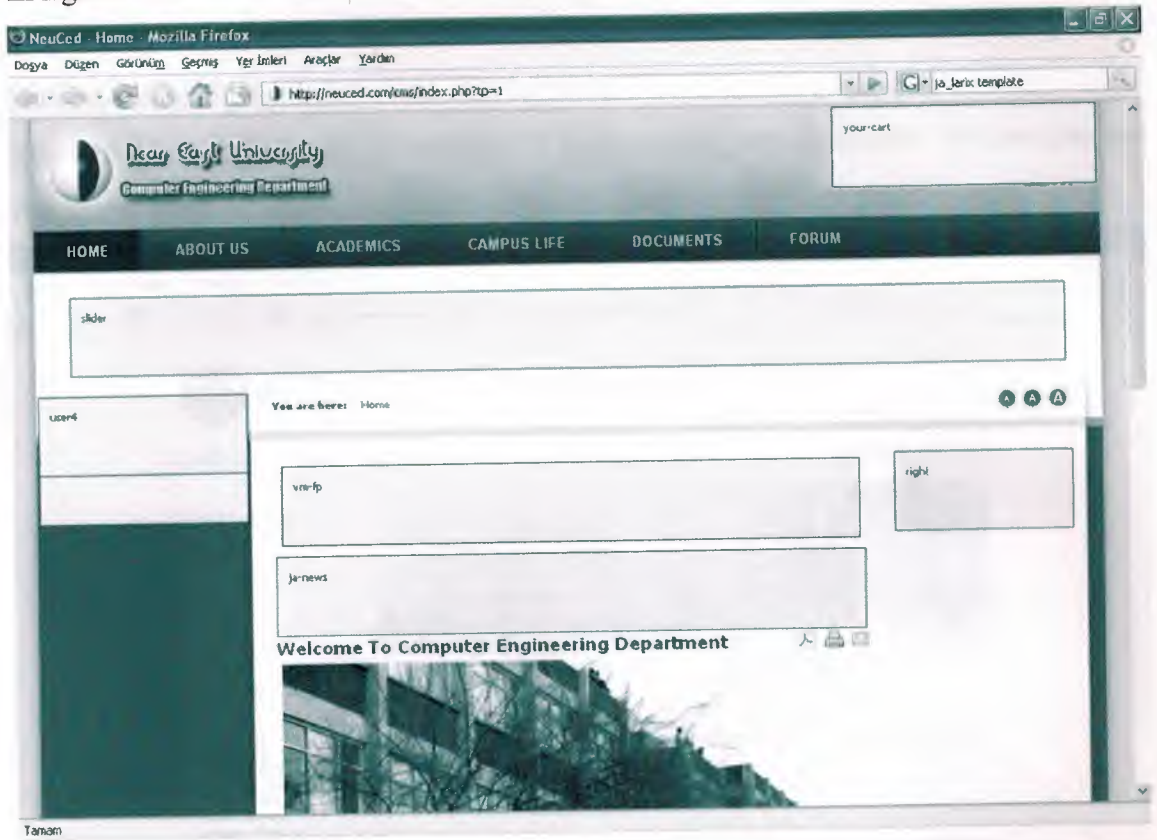 NeuCed - Home - Mozilla Firefox
Dosya Düzen Görünüm Geçmiş Yer İmleri Araçlar Yardım
http://neuced.com/cms/index.php?tp=1
G ja_larix template
your-cart
Near East University
Computer Engineering Department
HOME ABOUT US ACADEMICS CAMPUS LIFE DOCUMENTS FORUM
slider
user4
You are here: Home
A A A
vm-fp
right
ja-news
Welcome To Computer Engineering Department
Tamam